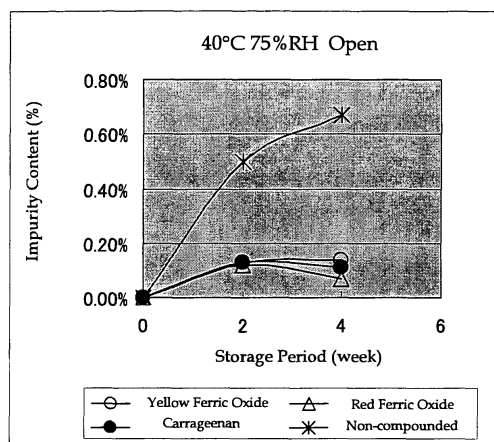 40°C 75%RH Open
Impurity Content (%)
0.80%
0.60%
0.40%
0.20%
0.00%
0 2 4 6
Storage Period (week)
Yellow Ferric Oxide Red Ferric Oxide
Carrageenan Non-compounded